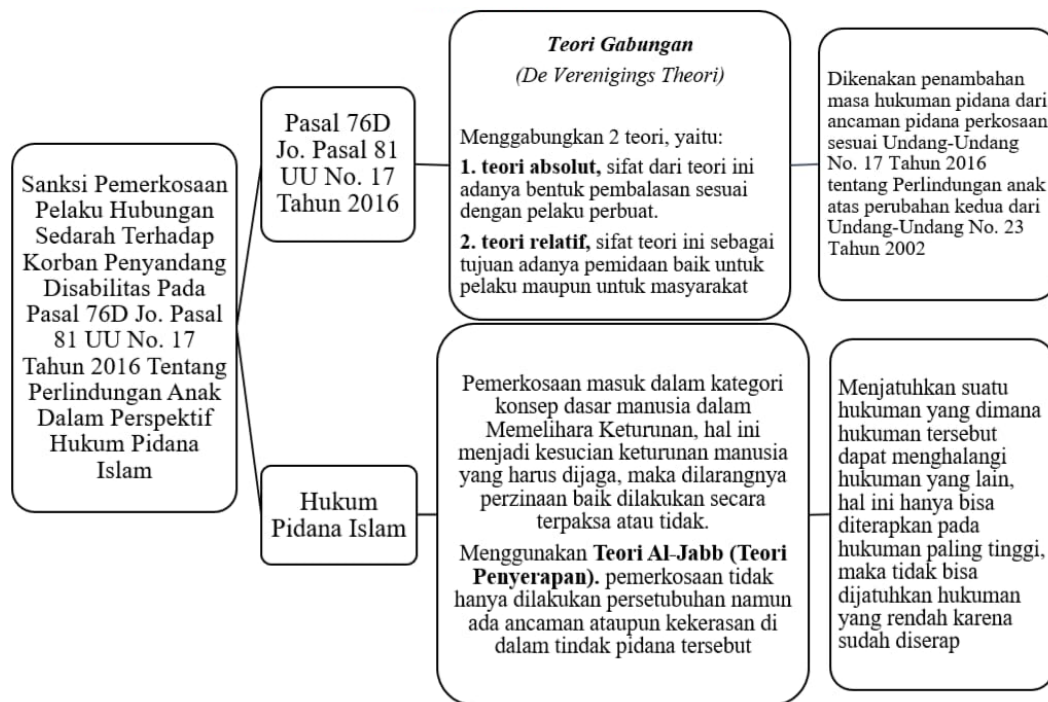 Sanksi Pemerkosaan
Pelaku Hubungan
Sedarah Terhadap
Korban Penyandang
Disabilitas Pada
Pasal 76D Jo. Pasal
81 UU No. 17
Tahun 2016 Tentang
Perlindungan Anak
Dalam Perspektif
Hukum Pidana
Islam
Pasal 76D
Jo. Pasal 81
UU No. 17
Tahun 2016
Teori Gabungan
(De Verenigings Theori)
Menggabungkan 2 teori, yaitu:
1. teori absolut, sifat dari teori ini
adanya bentuk pembalasan sesuai
dengan pelaku perbuat.
2. teori relatif, sifat teori ini sebagai
tujuan adanya pemidaan baik untuk
pelaku maupun untuk masyarakat
Dikenakan penambahan
masa hukuman pidana dari
ancaman pidana perkosaan
sesuai Undang-Undang
No. 17 Tahun 2016
tentang Perlindungan anak
atas perubahan kedua dari
Undang-Undang No. 23
Tahun 2002
Hukum
Pidana Islam
Pemerkosaan masuk dalam kategori
konsep dasar manusia dalam
Memelihara Keturunan, hal ini
menjadi kesucian keturunan manusia
yang harus dijaga, maka dilarangnya
perzinaan baik dilakukan secara
terpaksa atau tidak.
Menggunakan Teori Al-Jabb (Teori
Penyerapan). pemerkosaan tidak
hanya dilakukan persetubuhan namun
ada ancaman ataupun kekerasan di
dalam tindak pidana tersebut
Menjatuhkan suatu
hukuman yang dimana
hukuman tersebut
dapat menghalangi
hukuman yang lain,
hal ini hanya bisa
diterapkan pada
hukuman paling tinggi,
maka tidak bisa
dijatuhkan hukuman
yang rendah karena
sudah diserap